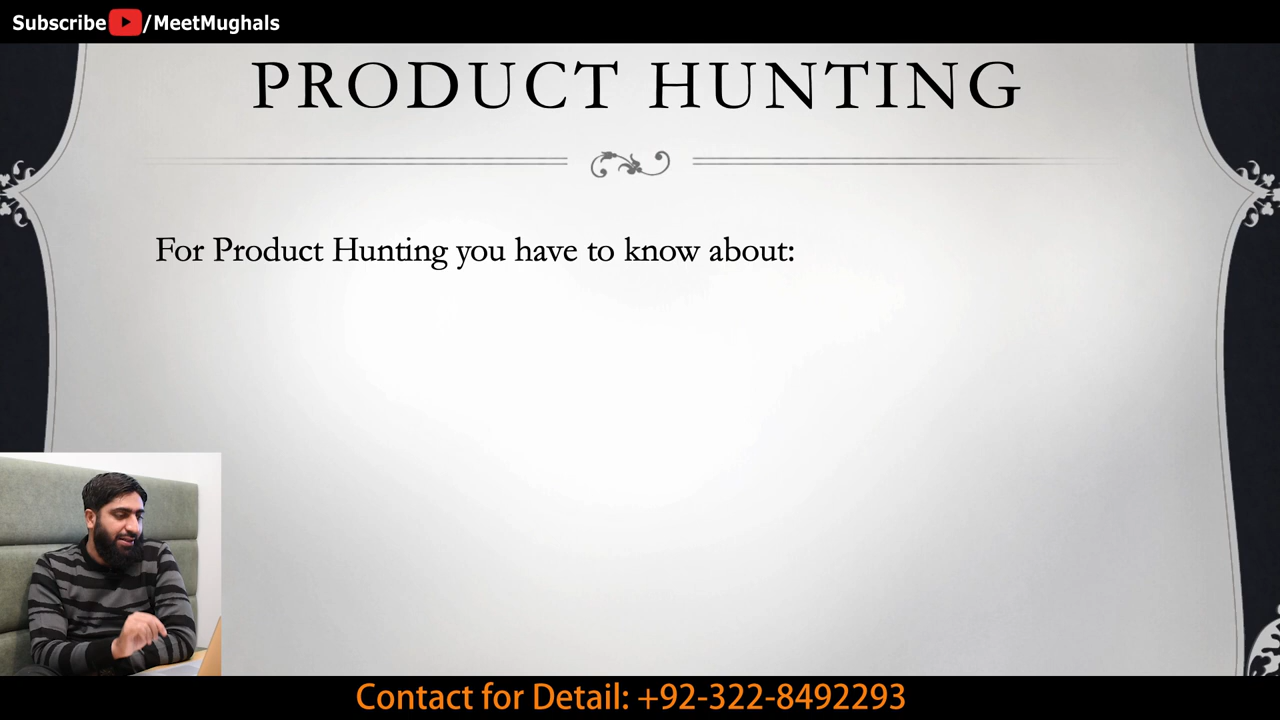 Subscribe /MeetMughals
PRODUCT HUNTING
For Product Hunting you have to know about:
Contact for Detail: +92-322-8492293